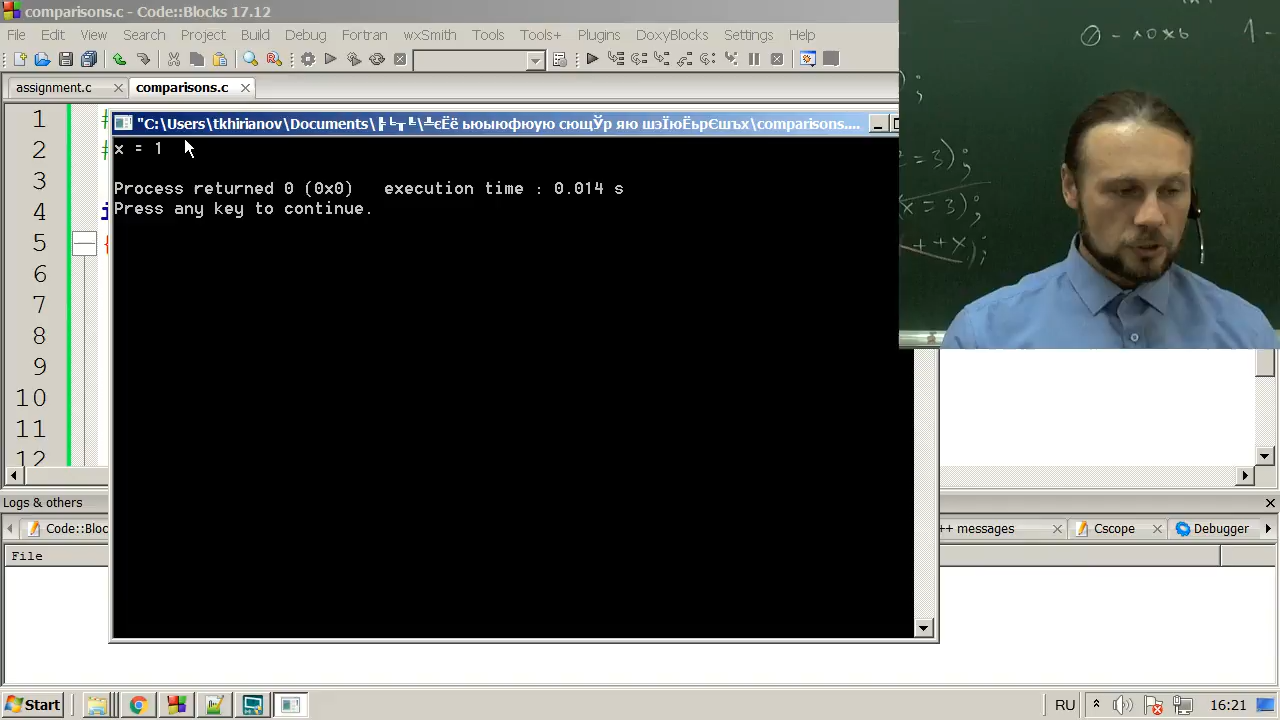 comparisons.c - Code::Blocks 17.12
File Edit View Search Project Build Debug Fortran wxSmith Tools Tools+ Plugins DoxyBlocks Settings Help
assignment.c comparisons.c
1 #
2 #
3
4 i
5 {
6
7
8
9
10
11
12
x = 1
Process returned 0 (0x0) execution time : 0.014 s
Press any key to continue.
= 3);
(x = 3);
+ + x);
Logs & others
Code::Bloc ++ messages Cscope Debugger
File
Start RU 16:21